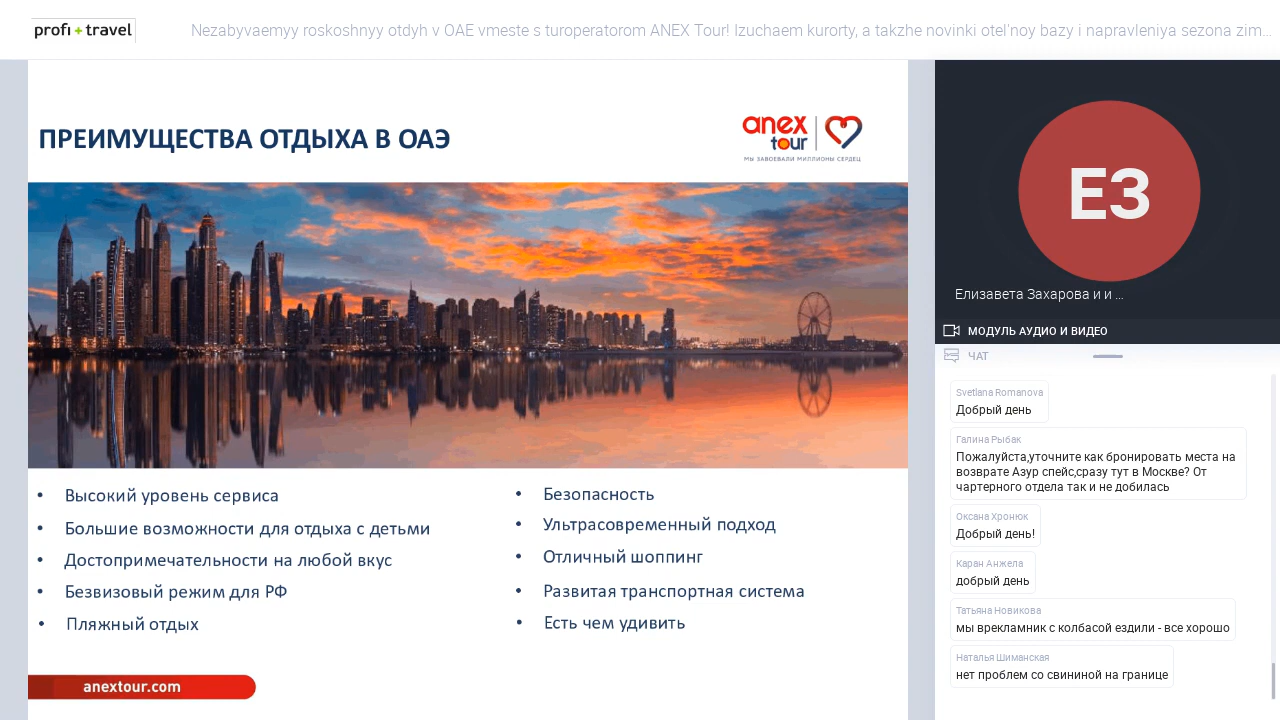 profi + travel
Nezabyvaemyy roskoshnyy otdyh v OAE vmeste s turoperatorom ANEX Tour! Izuchaem kurorty, a takzhe novinki otel'noy bazy i napravleniya sezona zim...
ПРЕИМУЩЕСТВА ОТДЫХА В ОАЭ
anex
tour
МЫ ЗАВОЕВАЛИ МИЛЛИОНЫ СЕРДЕЦ
• Высокий уровень сервиса
• Большие возможности для отдыха с детьми
• Достопримечательности на любой вкус
• Безвизовый режим для РФ
• Пляжный отдых
• Безопасность
• Ультрасовременный подход
• Отличный шоппинг
• Развитая транспортная система
• Есть чем удивить
anextour.com
ЕЗ
Елизавета Захарова и и ...
МОДУЛЬ АУДИО И ВИДЕО
ЧАТ
Svetlana Romanova
Добрый день
Галина Рыбак
Пожалуйста,уточните как бронировать места на
возврате Азур спейс,сразу тут в Москве? От
чартерного отдела так и не добилась
Оксана Хронюк
Добрый день!
Каран Анжела
добрый день
Татьяна Новикова
мы врекламник с колбасой ездили - все хорошо
Наталья Шиманская
нет проблем со свининой на границе